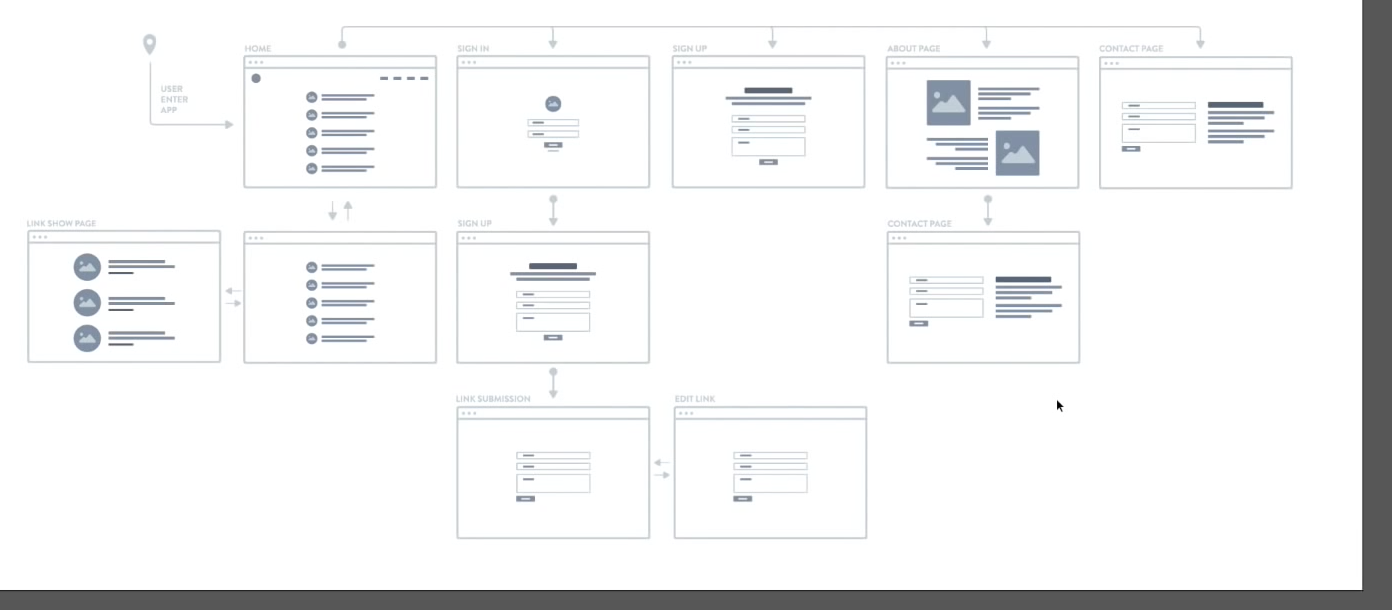 HOME
SIGN IN
SIGN UP
ABOUT PAGE
CONTACT PAGE
USER
ENTER
APP
LINK SHOW PAGE
SIGN UP
CONTACT PAGE
LINK SUBMISSION
EDIT LINK